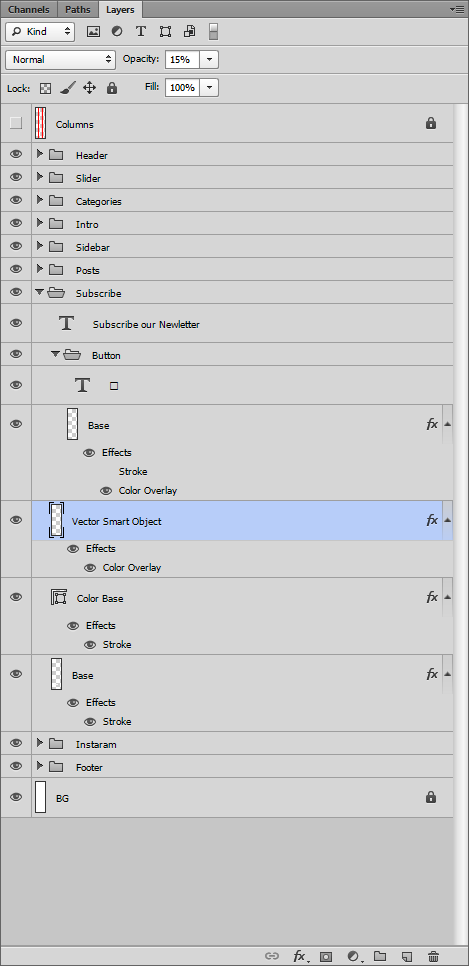 Channels Paths Layers
Kind
Normal Opacity: 15%
Lock: Fill: 100%
Columns
Header
Slider
Categories
Intro
Sidebar
Posts
Subscribe
T Subscribe our Newletter
Button
T □
Base fx
Effects
Stroke
Color Overlay
Vector Smart Object fx
Effects
Color Overlay
Color Base fx
Effects
Stroke
Base fx
Effects
Stroke
Instaram
Footer
BG
fx